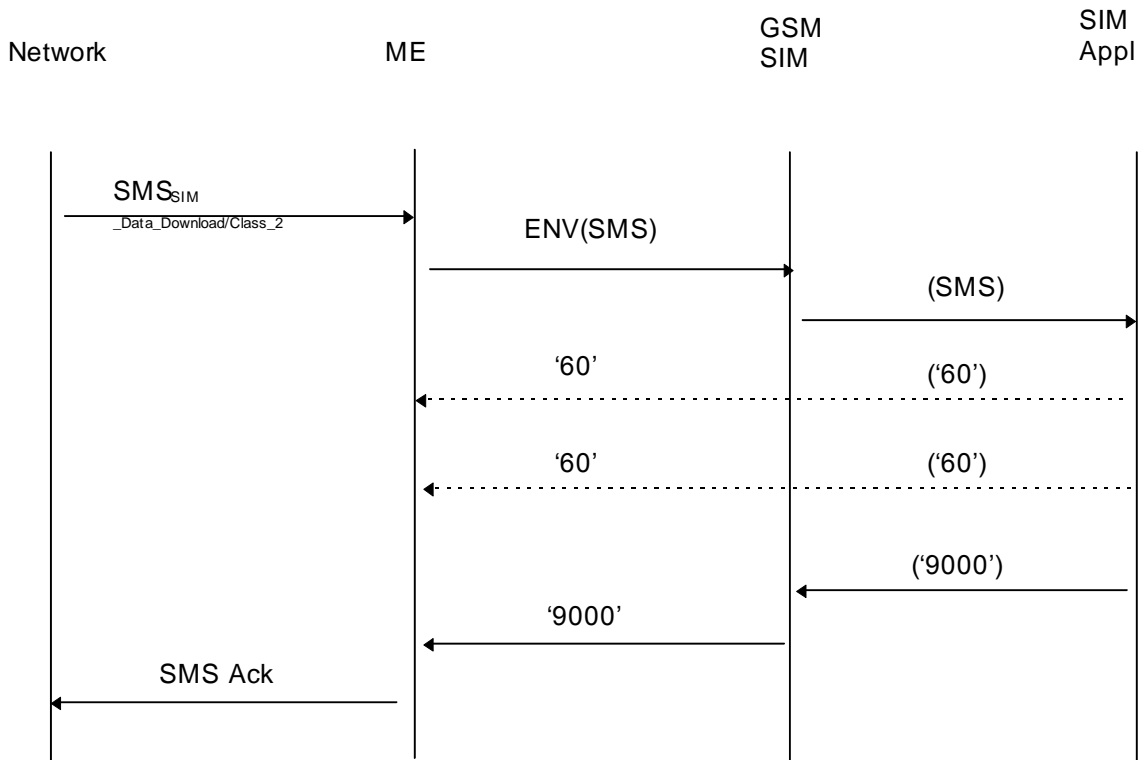 Network
ME
GSM
SIM
SIM
Appl
SMSSIM
_Data_Download/Class_2
ENV(SMS)
(SMS)
‘60’
(‘60’)
‘60’
(‘60’)
(‘9000’)
‘9000’
SMS Ack